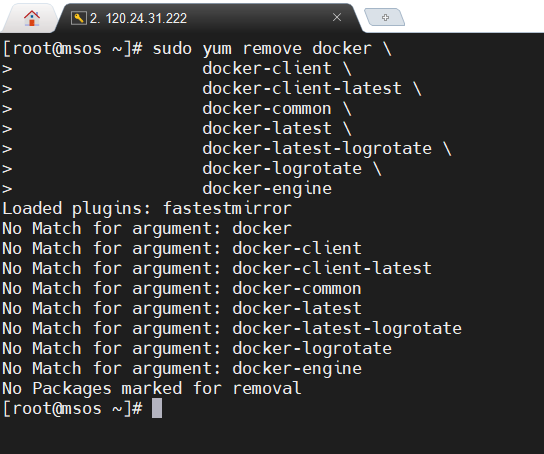 2. 120.24.31.222
[root@msos ~]# sudo yum remove docker \
>                   docker-client \
>                   docker-client-latest \
>                   docker-common \
>                   docker-latest \
>                   docker-latest-logrotate \
>                   docker-logrotate \
>                   docker-engine
Loaded plugins: fastestmirror
No Match for argument: docker
No Match for argument: docker-client
No Match for argument: docker-client-latest
No Match for argument: docker-common
No Match for argument: docker-latest
No Match for argument: docker-latest-logrotate
No Match for argument: docker-logrotate
No Match for argument: docker-engine
No Packages marked for removal
[root@msos ~]#